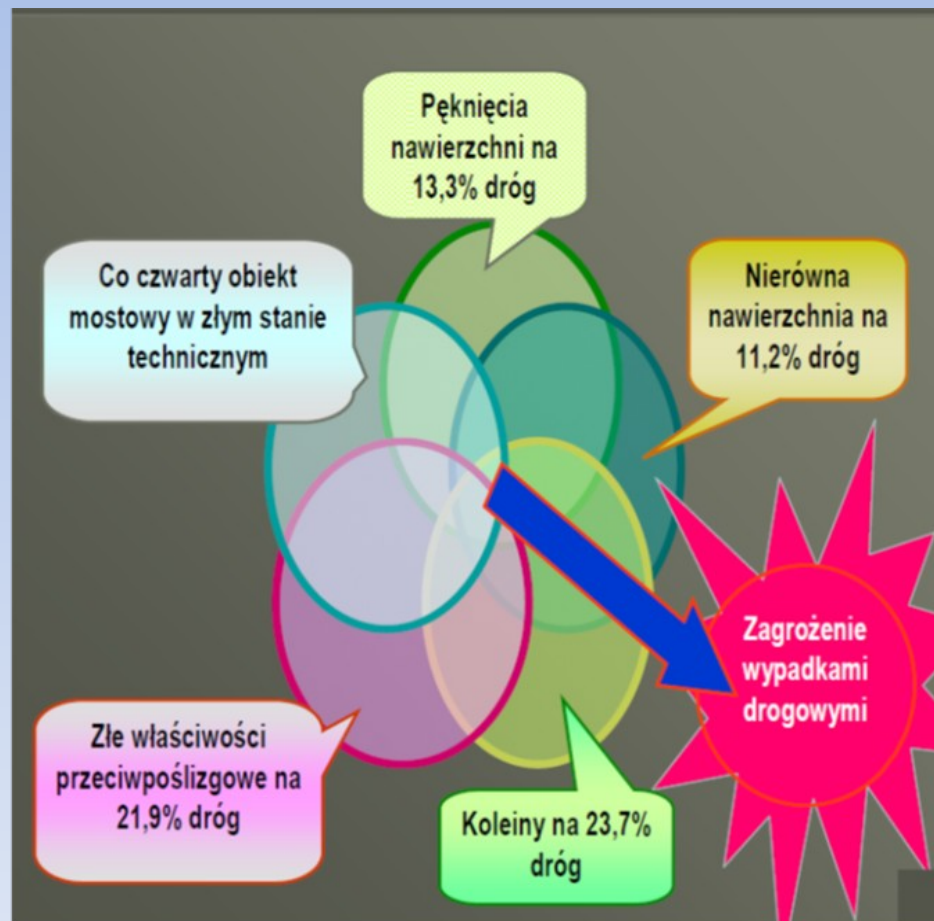 Pęknięcia
nawierzchni na
13,3% dróg
Co czwarty obiekt
mostowy w złym stanie
technicznym
Nierówna
nawierzchnia na
11,2% dróg
Zagrożenie
wypadkami
drogowymi
Złe właściwości
przeciwpoślizgowe na
21,9% dróg
Koleiny na 23,7%
dróg